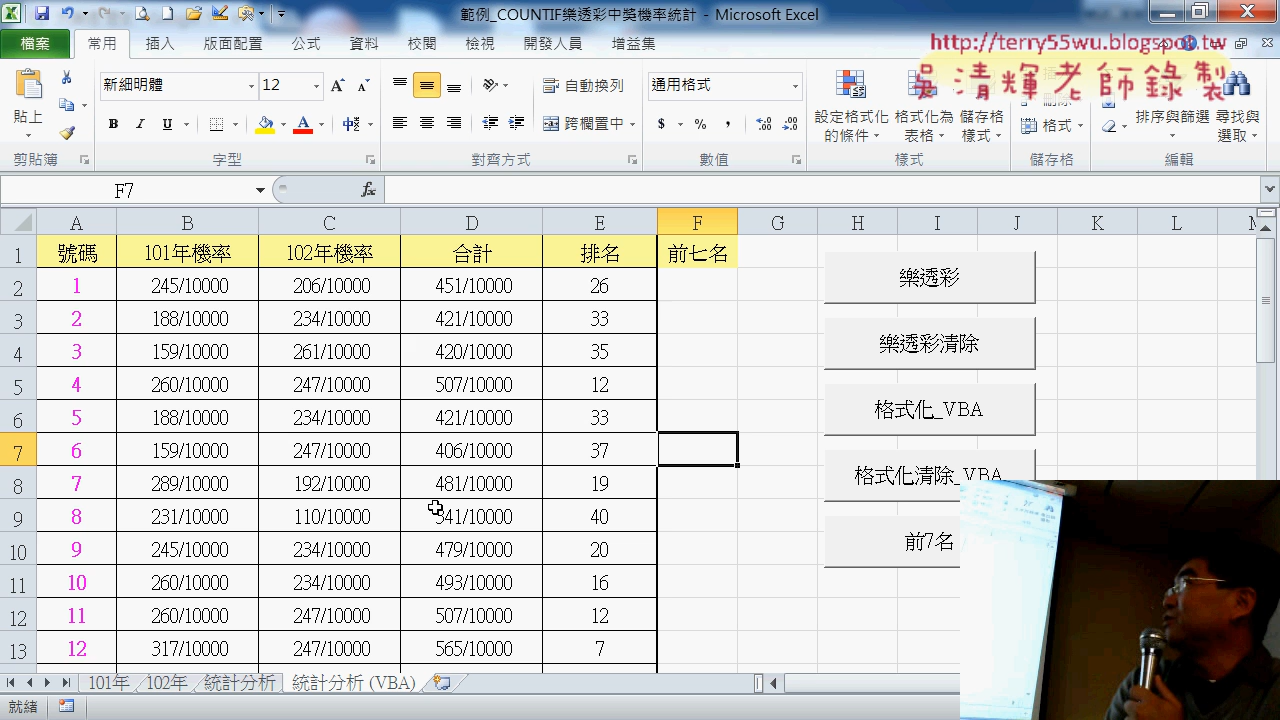 範例_COUNTIF樂透彩中獎機率統計 - Microsoft Excel
檔案 常用 插入 版面配置 公式 資料 校閱 檢視 開發人員 增益集
http://terry55wu.blogspot.tw
吳清輝老師錄製
新細明體 12 自動換列 通用格式
貼上 B I U 跨欄置中 $ % , 設定格式化的條件 格式化為表格 儲存格樣式 格式 排序與篩選 尋找與選取
剪貼簿 字型 對齊方式 數值 樣式 儲存格 編輯
F7 fx
A B C D E F G H I J K L M
1 號碼 101年機率 102年機率 合計 排名 前七名
2 1 245/10000 206/10000 451/10000 26 樂透彩
3 2 188/10000 234/10000 421/10000 33
4 3 159/10000 261/10000 420/10000 35 樂透彩清除
5 4 260/10000 247/10000 507/10000 12
6 5 188/10000 234/10000 421/10000 33 格式化_VBA
7 6 159/10000 247/10000 406/10000 37
8 7 289/10000 192/10000 481/10000 19 格式化清除_VBA
9 8 231/10000 110/10000 341/10000 40
10 9 245/10000 234/10000 479/10000 20 前7名
11 10 260/10000 234/10000 493/10000 16
12 11 260/10000 247/10000 507/10000 12
13 12 317/10000 247/10000 565/10000 7
101年 102年 統計分析 統計分析 (VBA)
就緒